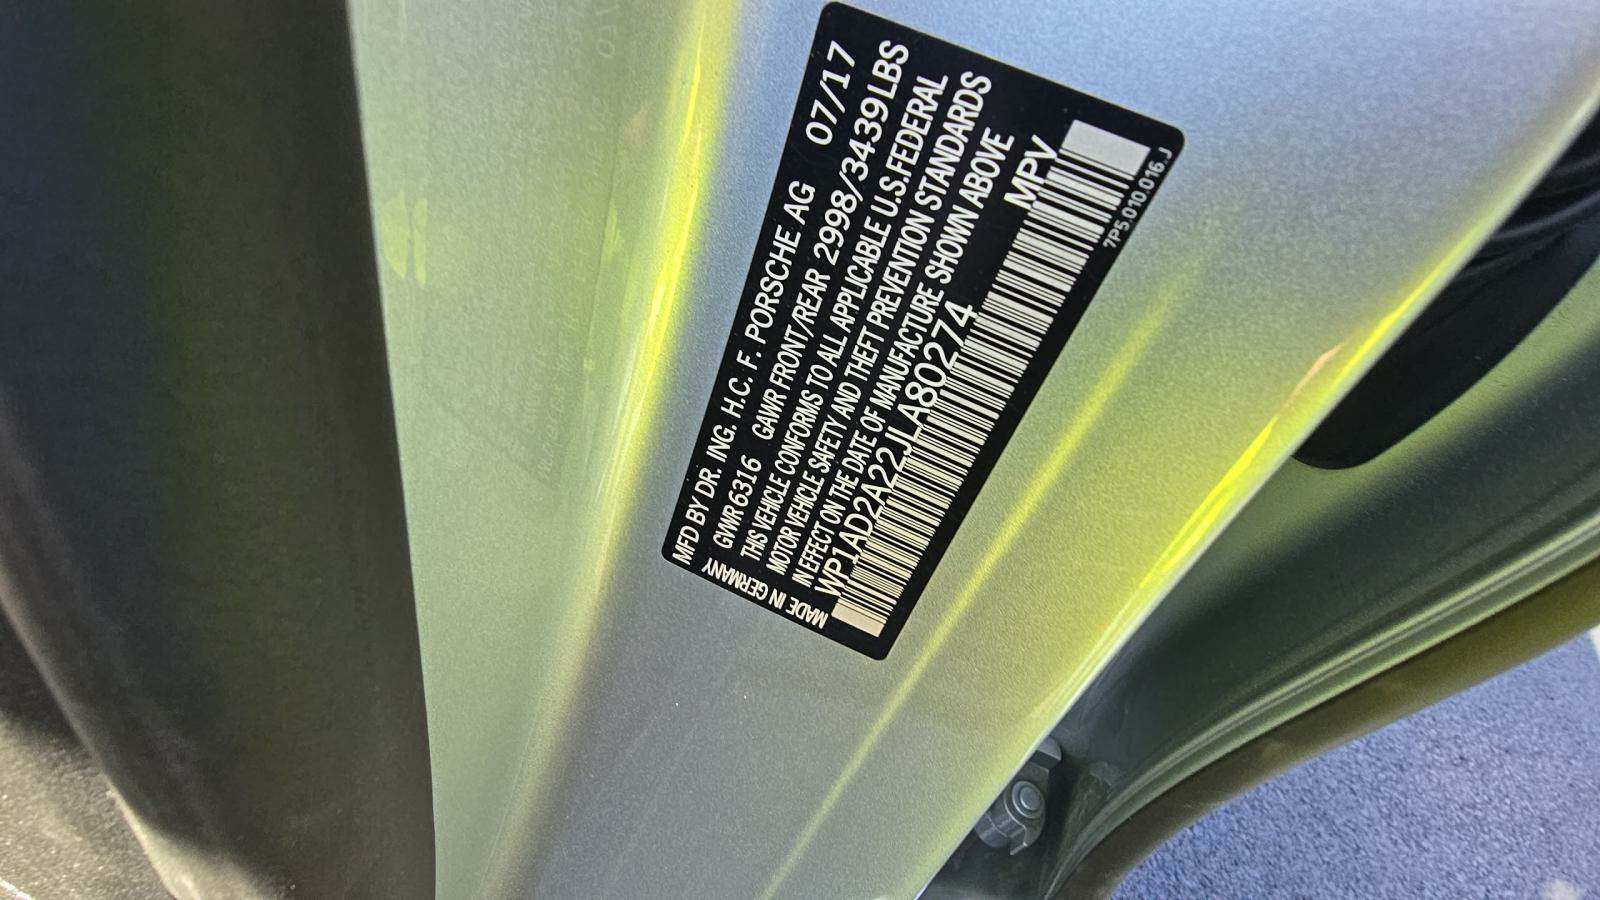 MFD BY DR. ING. H.C. F. PORSCHE AG 07/17
GWR 6316 GAWR FRONT/REAR 2998/3439LBS
THIS VEHICLE CONFORMS TO ALL APPLICABLE U.S.FEDERAL
MOTOR VEHICLE SAFETY AND THEFT PREVENTION STANDARDS
IN EFFECT ON THE DATE OF MANUFACTURE SHOWN ABOVE
WP1AD2A22JLA80274 MPV
7P5.010.016.J
MADE IN GERMANY